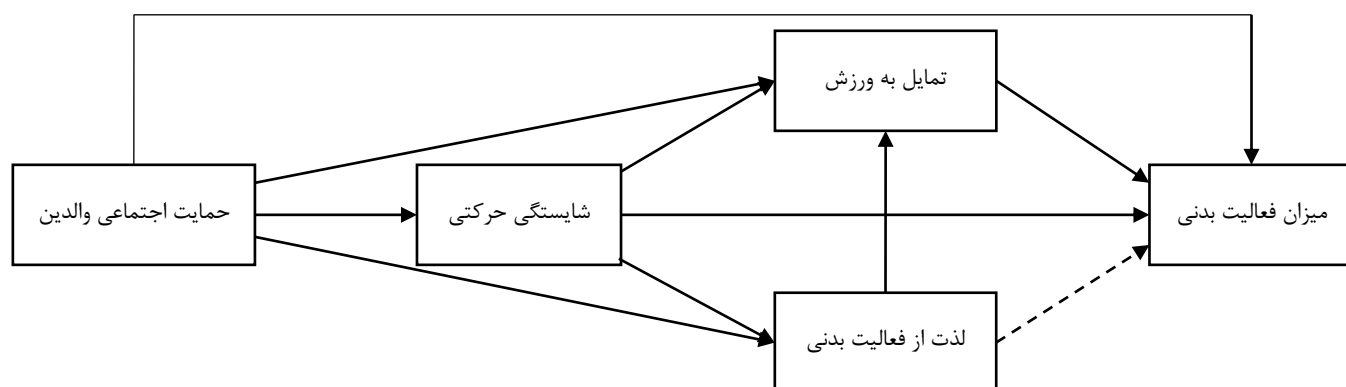 تمایل به ورزش
حمایت اجتماعی والدین
شایستگی حرکتی
میزان فعالیت بدنی
لذت از فعالیت بدنی